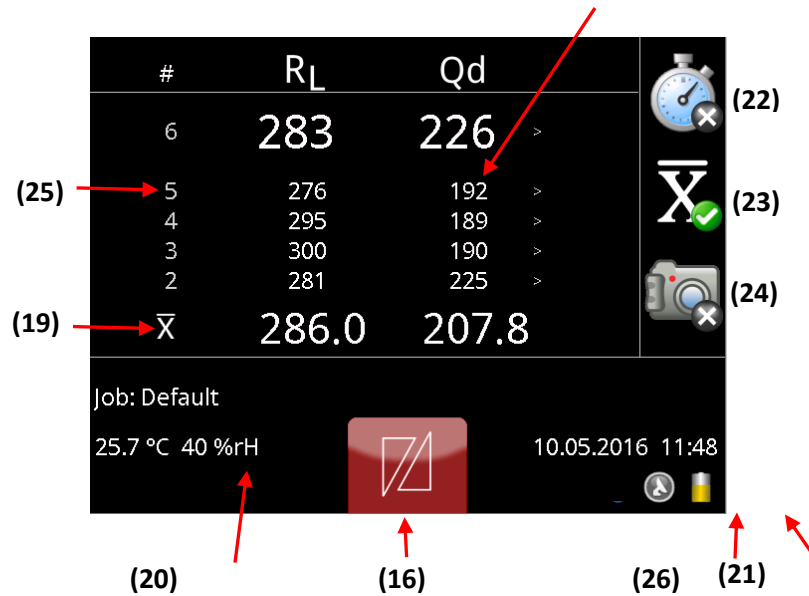 # RL Qd
6 283 226 >
(22)
(25) 5 276 192 >
X̅ (23)
4 295 189 >
3 300 190 >
2 281 225 >
(24)
(19) X̅ 286.0 207.8
Job: Default
25.7 °C 40 %rH 10.05.2016 11:48
(20) (16) (26) (21)